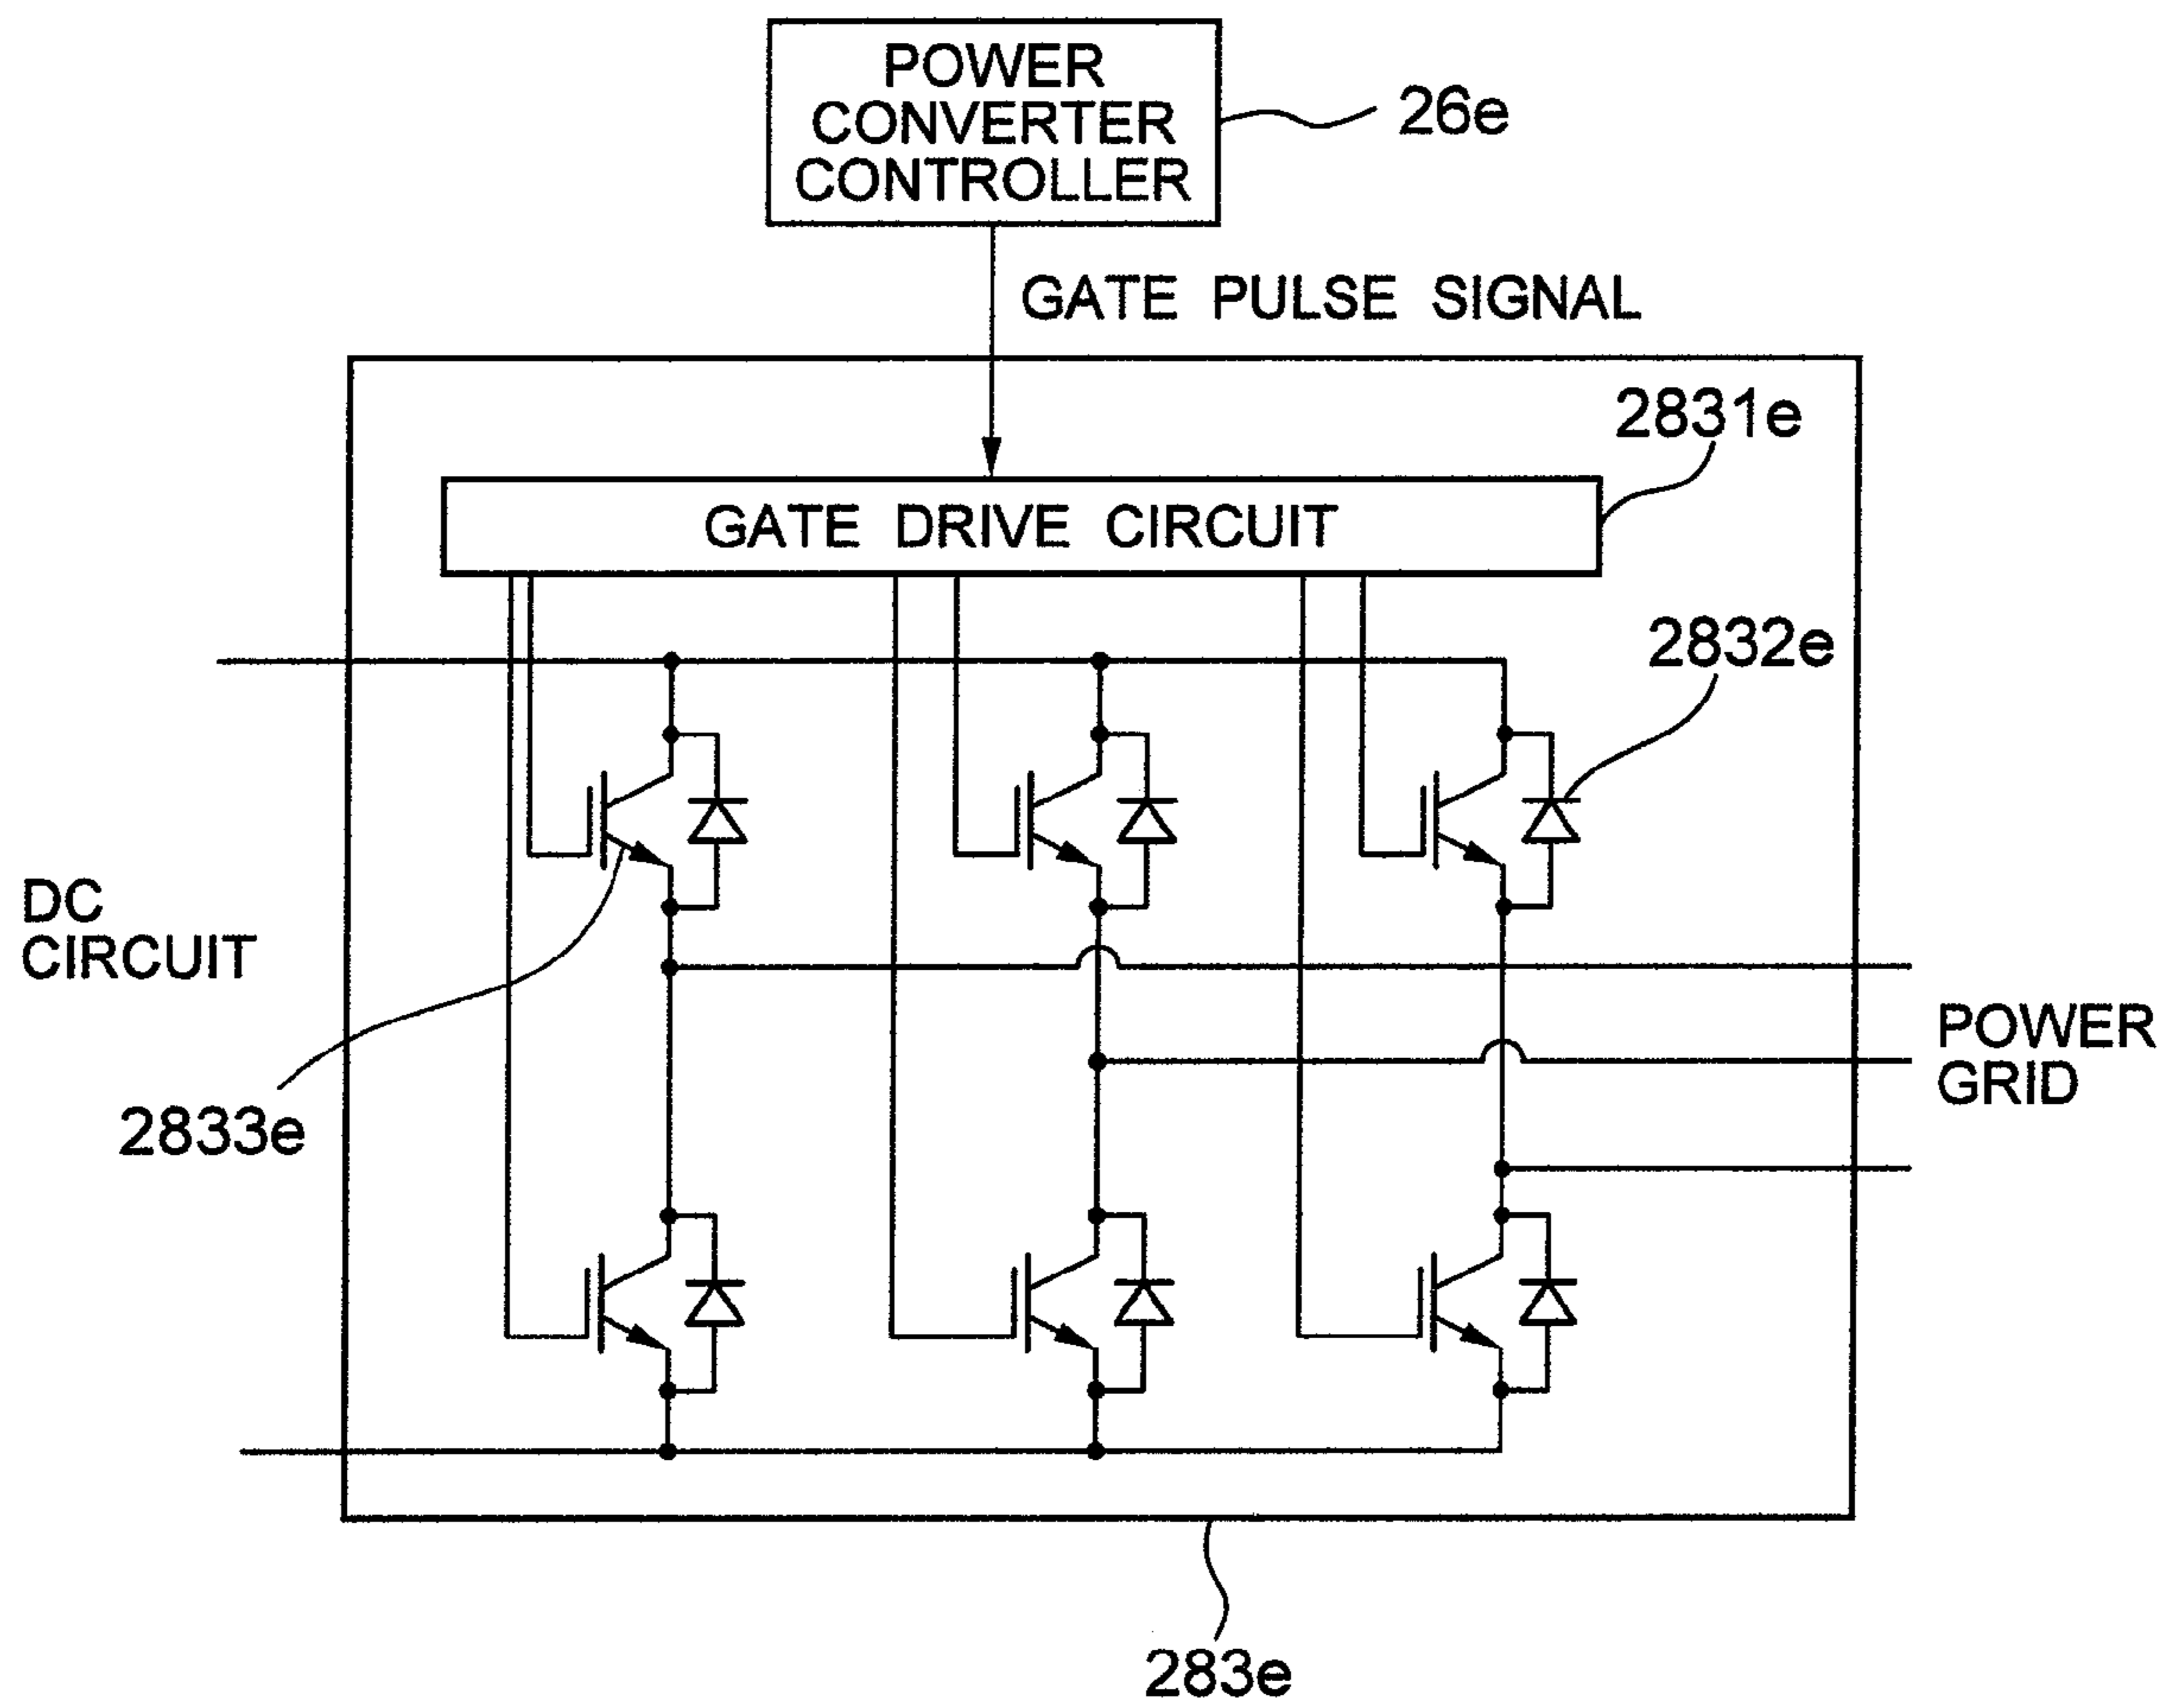 POWER
CONVERTER
CONTROLLER
26e
GATE PULSE SIGNAL
2831e
GATE DRIVE CIRCUIT
2832e
DC
CIRCUIT
POWER
GRID
2833e
283e